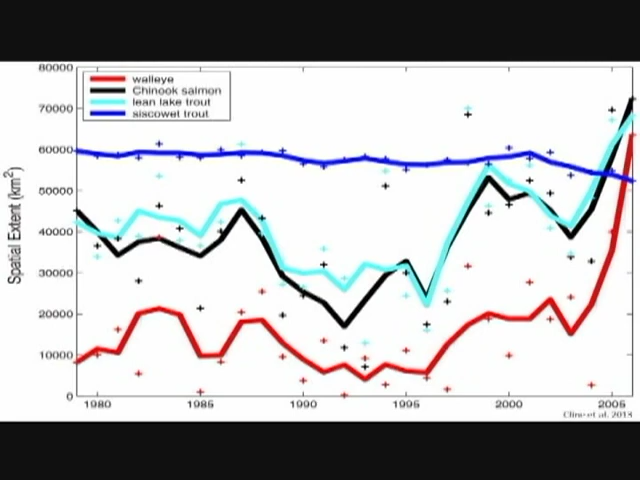 80000
70000
60000
50000
40000
30000
20000
10000
0
Spatial Extent (km²)
walleye
Chinook salmon
lean lake trout
siscowet trout
1980 1985 1990 1995 2000 2005
Cline et al. 2013